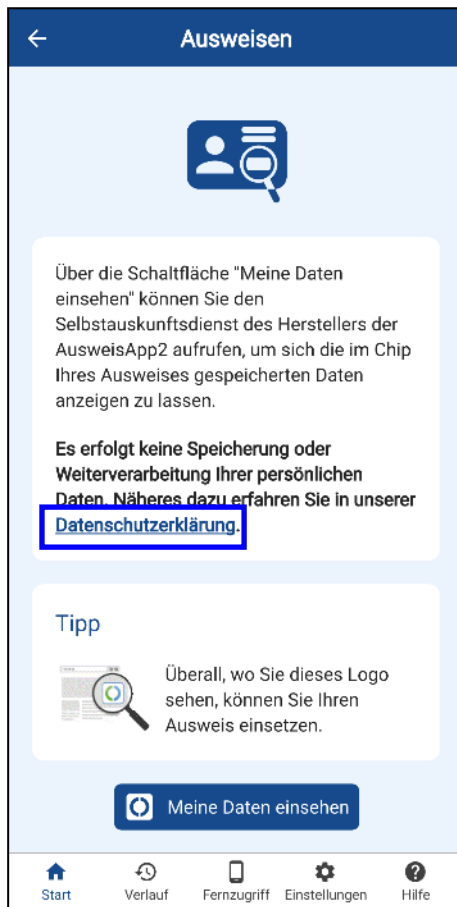 Ausweisen
Über die Schaltfläche "Meine Daten
einsehen" können Sie den
Selbstauskunftsdienst des Herstellers der
AusweisApp2 aufrufen, um sich die im Chip
Ihres Ausweises gespeicherten Daten
anzeigen zu lassen.
Es erfolgt keine Speicherung oder
Weiterverarbeitung Ihrer persönlichen
Daten. Näheres dazu erfahren Sie in unserer
Datenschutzerklärung.
Tipp
Überall, wo Sie dieses Logo
sehen, können Sie Ihren
Ausweis einsetzen.
Meine Daten einsehen
Start Verlauf Fernzugriff Einstellungen Hilfe